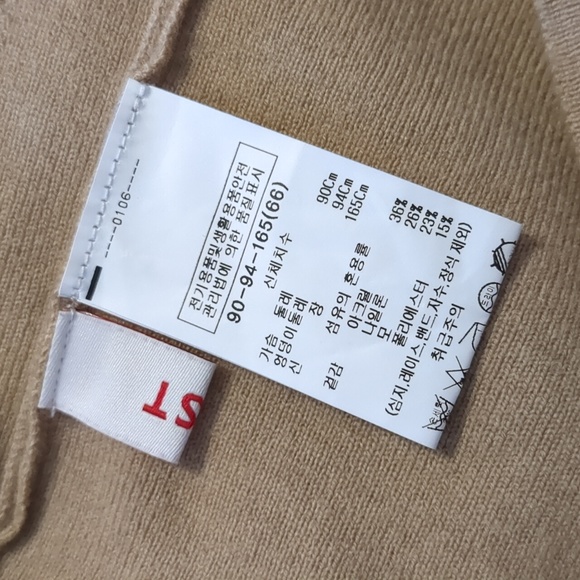 ----0106----
전기용품및생활용품안전
관리법에 의한 품질표시
90-94-165(66)
신체치수
가슴 둘레 90Cm
엉덩이둘레 94Cm
신 장 165Cm
섬유의 혼용률
겉감 아크릴 36%
나일론 26%
모 23%
폴리에스터 15%
(심지,레이스,밴드,자수,장식 제외)
취급주의
ST